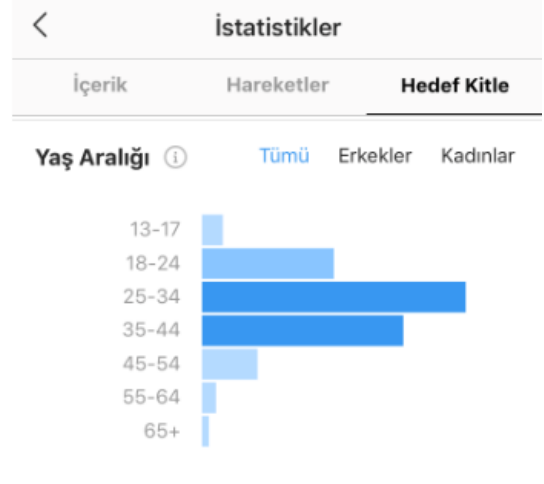 İstatistikler
İçerik Hareketler Hedef Kitle
Yaş Aralığı Tümü Erkekler Kadınlar
13-17
18-24
25-34
35-44
45-54
55-64
65+